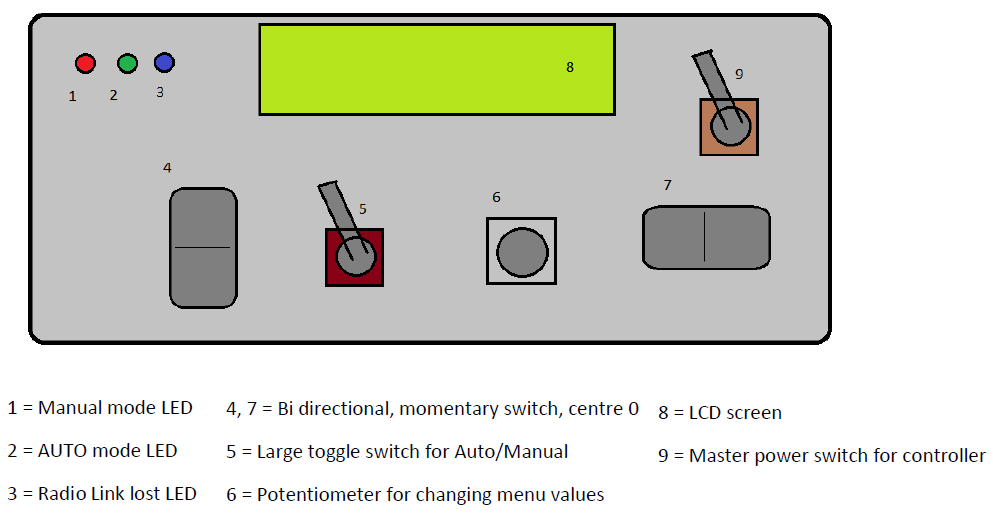 8
9
1
2
3
4
7
6
5
1 = Manual mode LED
4, 7 = Bi directional, momentary switch, centre 0
8 = LCD screen
2 = AUTO mode LED
5 = Large toggle switch for Auto/Manual
9 = Master power switch for controller
3 = Radio Link lost LED
6 = Potentiometer for changing menu values